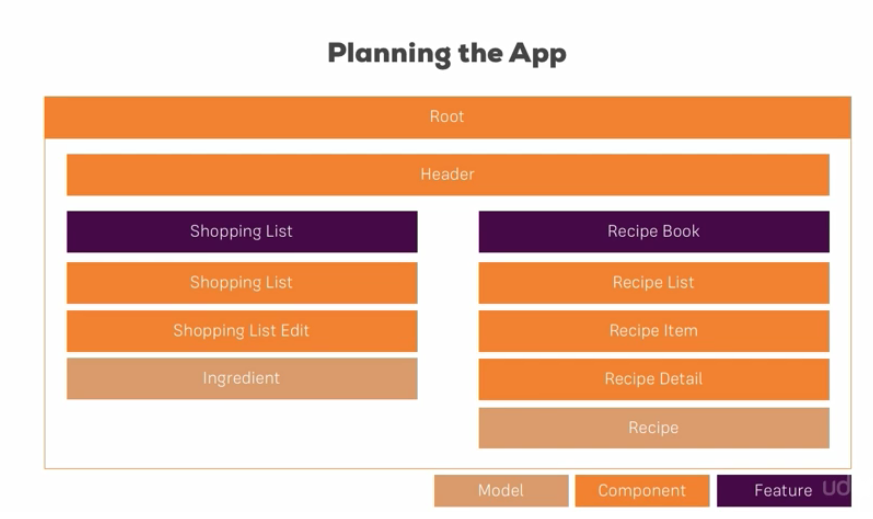 Planning the App
Root
Header
Shopping List
Recipe Book
Shopping List
Recipe List
Shopping List Edit
Recipe Item
Ingredient
Recipe Detail
Recipe
Model
Component
Feature
ud